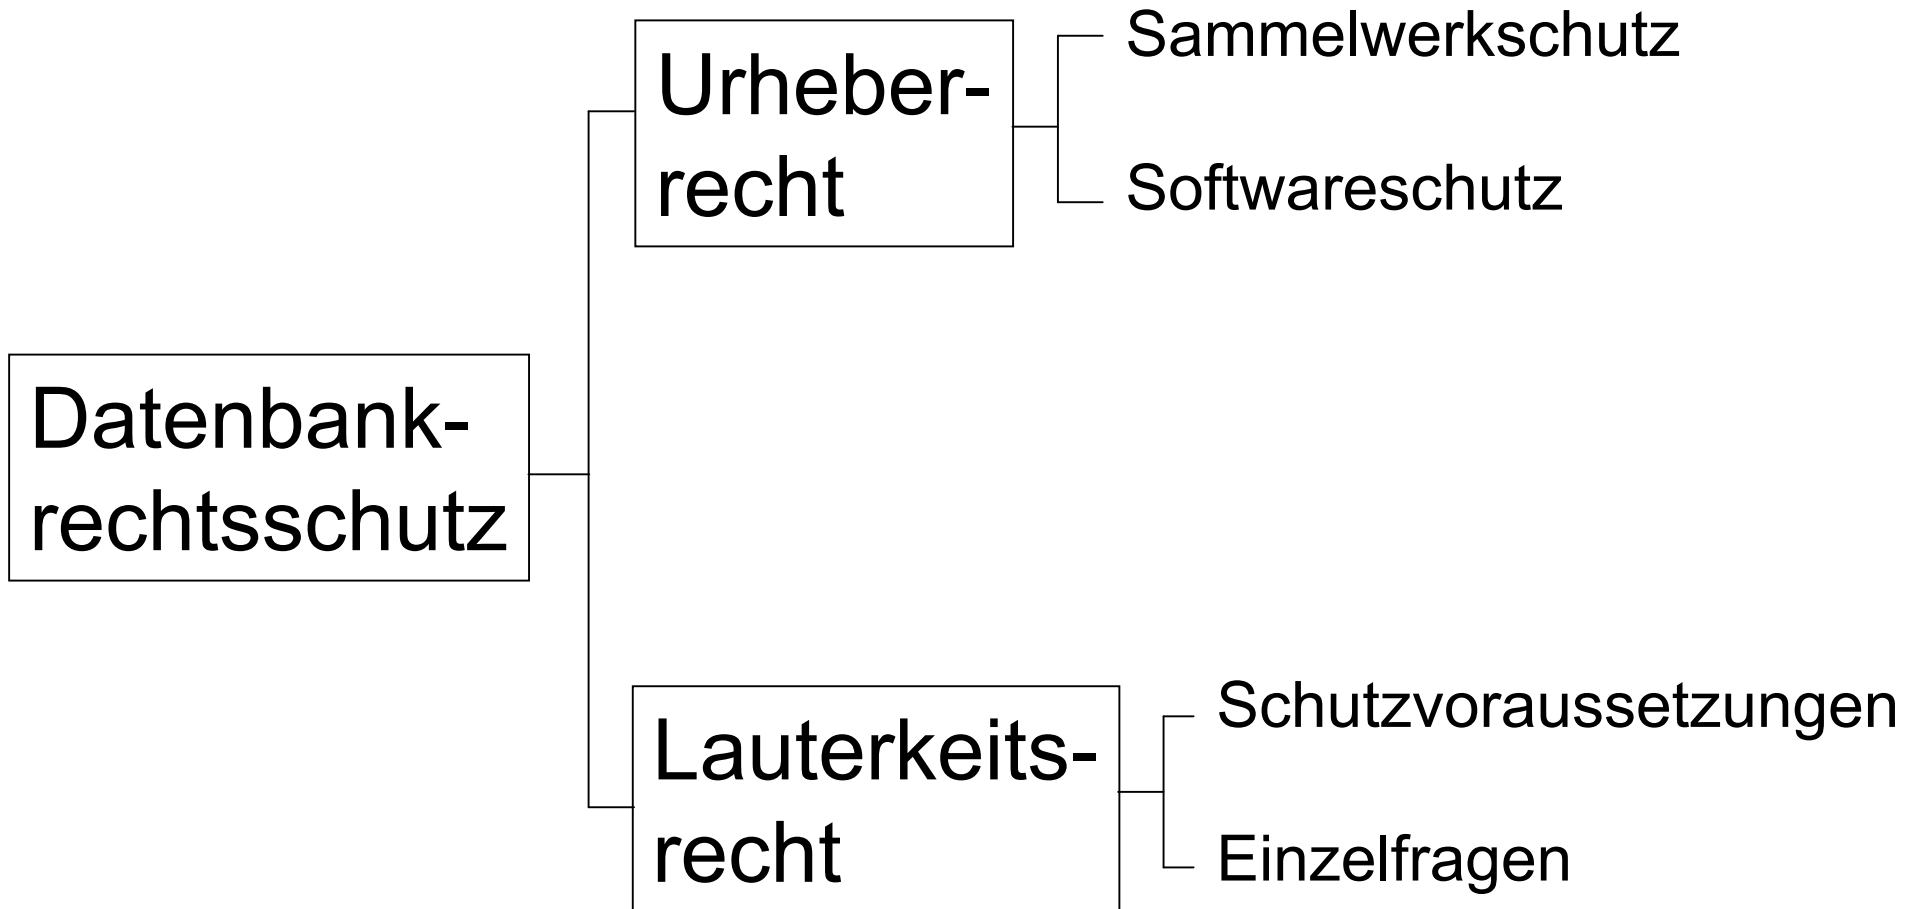 Datenbank-
rechtsschutz
Urheber-
recht
Sammelwerkschutz
Softwareschutz
Lauterkeits-
recht
Schutzvoraussetzungen
Einzelfragen